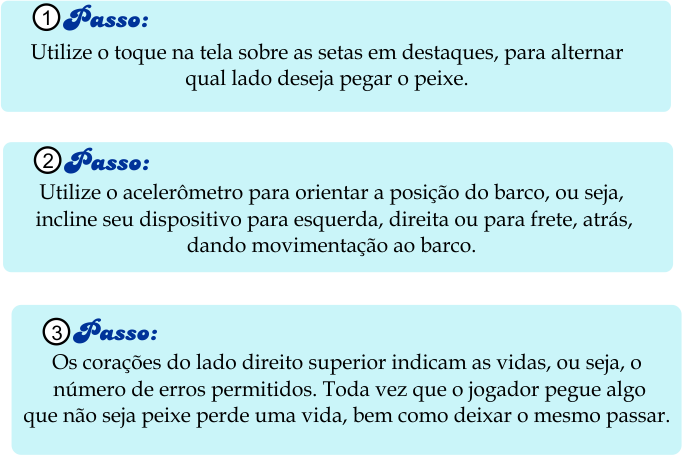 1 Passo:
Utilize o toque na tela sobre as setas em destaques, para alternar
qual lado deseja pegar o peixe.
2 Passo:
Utilize o acelerômetro para orientar a posição do barco, ou seja,
incline seu dispositivo para esquerda, direita ou para frete, atrás,
dando movimentação ao barco.
3 Passo:
Os corações do lado direito superior indicam as vidas, ou seja, o
número de erros permitidos. Toda vez que o jogador pegue algo
que não seja peixe perde uma vida, bem como deixar o mesmo passar.